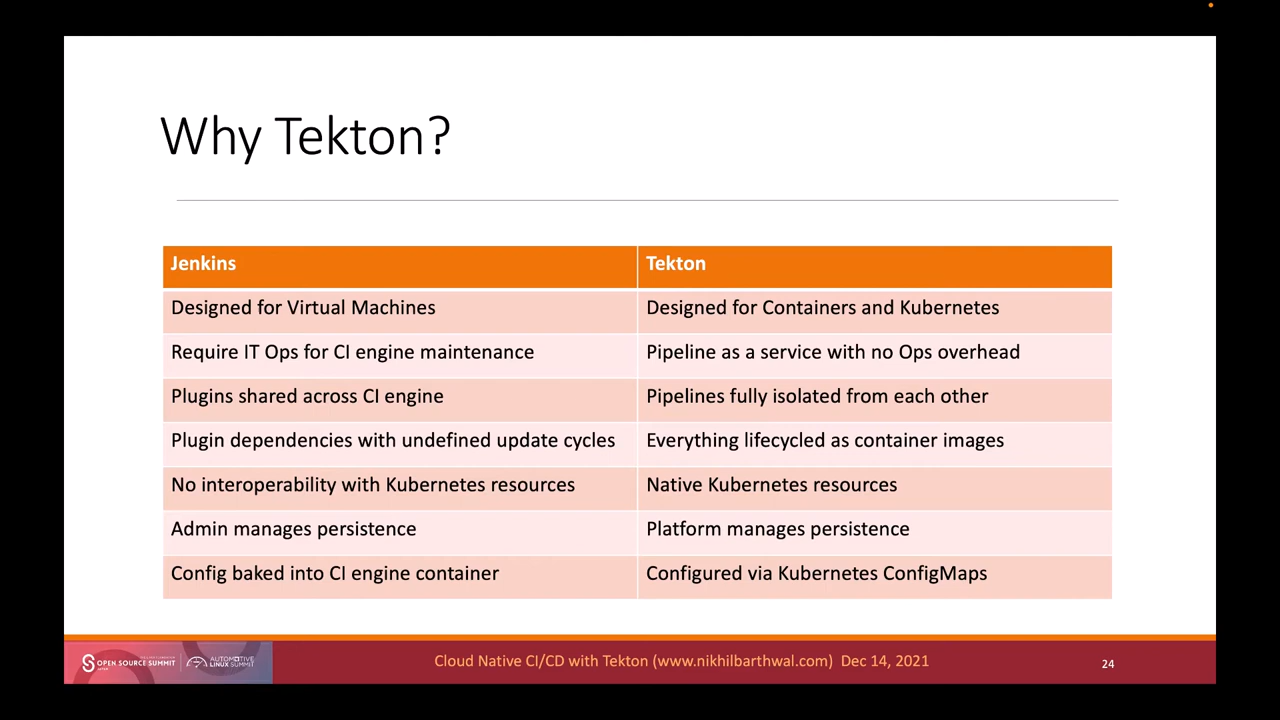 Why Tekton?
Jenkins Tekton
Designed for Virtual Machines Designed for Containers and Kubernetes
Require IT Ops for CI engine maintenance Pipeline as a service with no Ops overhead
Plugins shared across CI engine Pipelines fully isolated from each other
Plugin dependencies with undefined update cycles Everything lifecycled as container images
No interoperability with Kubernetes resources Native Kubernetes resources
Admin manages persistence Platform manages persistence
Config baked into CI engine container Configured via Kubernetes ConfigMaps
OPEN SOURCE SUMMIT
AUTOMOTIVE
LINUX SUMMIT
Cloud Native CI/CD with Tekton (www.nikhilbarthwal.com) Dec 14, 2021
24